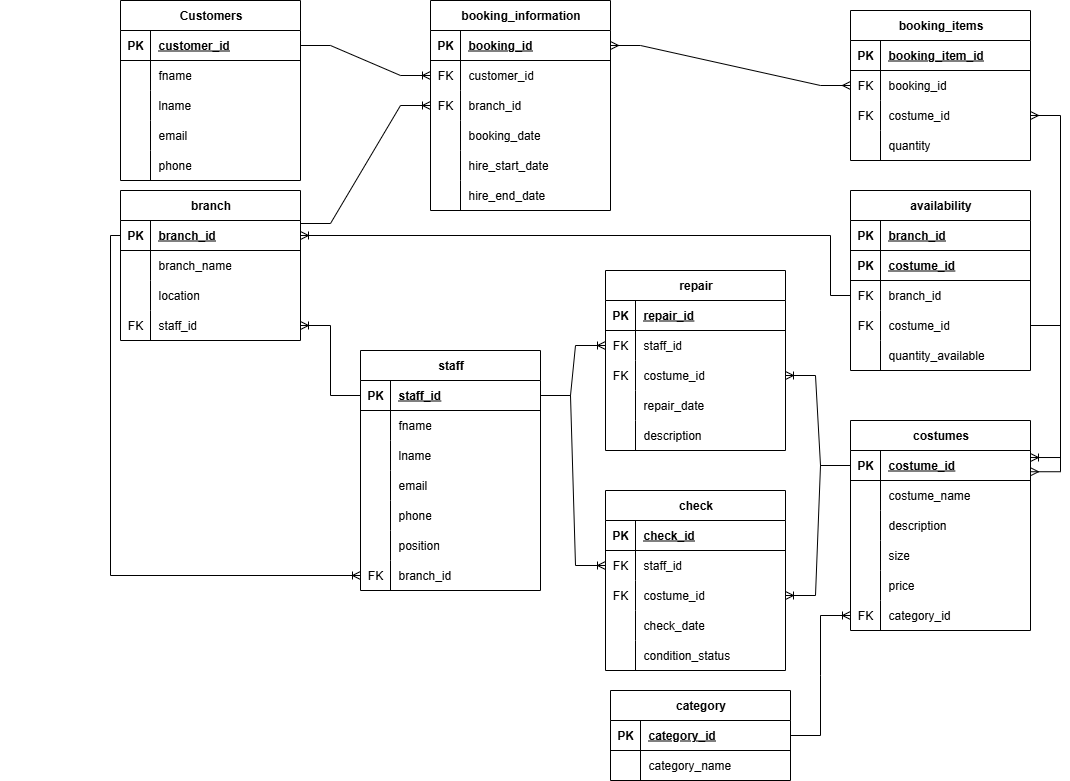 Customers
PK customer_id
fname
lname
email
phone
booking_information
PK booking_id
FK customer_id
FK branch_id
booking_date
hire_start_date
hire_end_date
booking_items
PK booking_item_id
FK booking_id
FK costume_id
quantity
branch
PK branch_id
branch_name
location
FK staff_id
availability
PK branch_id
PK costume_id
FK branch_id
FK costume_id
quantity_available
repair
PK repair_id
FK staff_id
FK costume_id
repair_date
description
staff
PK staff_id
fname
lname
email
phone
position
FK branch_id
costumes
PK costume_id
costume_name
description
size
price
FK category_id
check
PK check_id
FK staff_id
FK costume_id
check_date
condition_status
category
PK category_id
category_name